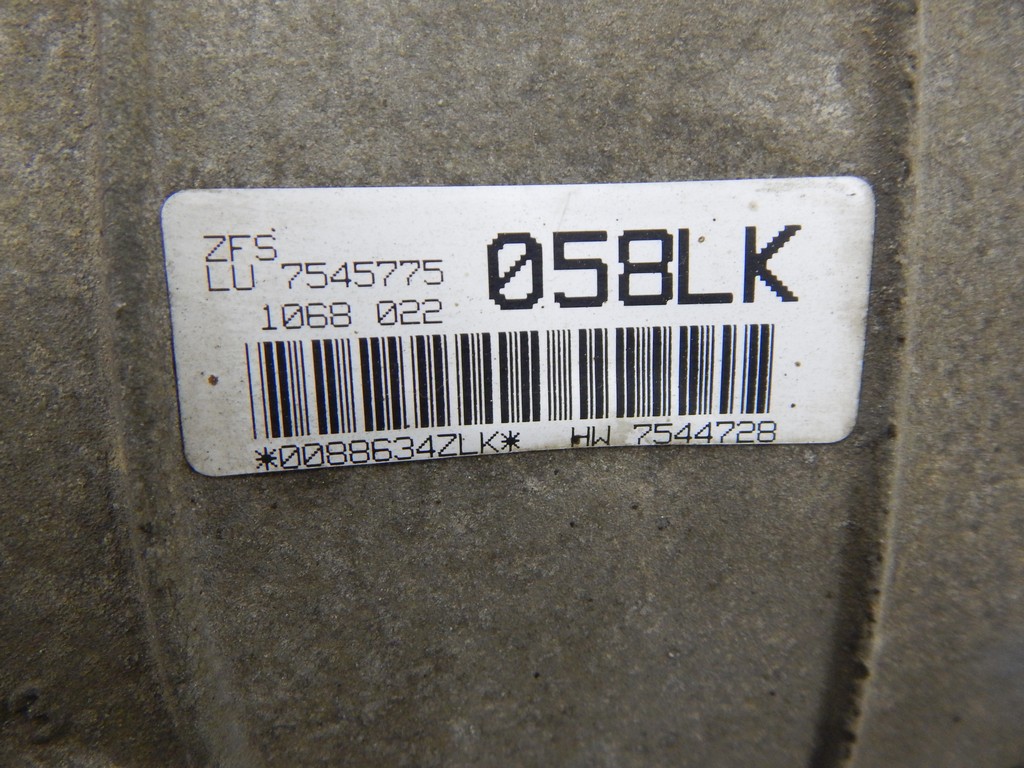 ZFS
LU 7545775
058LK
1068 022
*0088634ZLK* HW 7544728